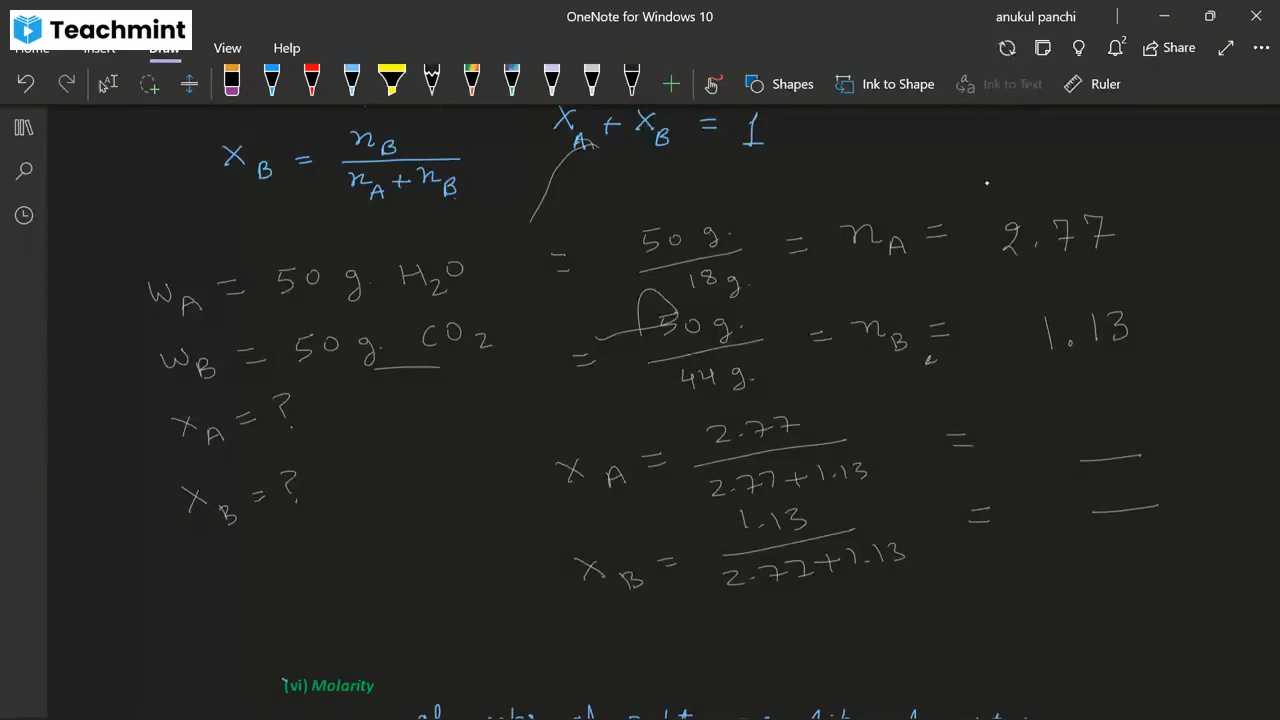 Teachmint
OneNote for Windows 10
anukul panchi
Home Insert Draw View Help
2
Share
Shapes
Ink to Shape
Ink to Text
Ruler
x_B = n_B / (n_A + n_B)
x_A + x_B = 1
w_A = 50 g. H₂O = 50 g. / 18 g. = n_A = 2.77
w_B = 50 g. CO₂ = 50 g. / 44 g. = n_B = 1.13
x_A = ?
x_B = ?
x_A = 2.77 / (2.77 + 1.13) =
x_B = 1.13 / (2.77 + 1.13) =
(vi) Molarity